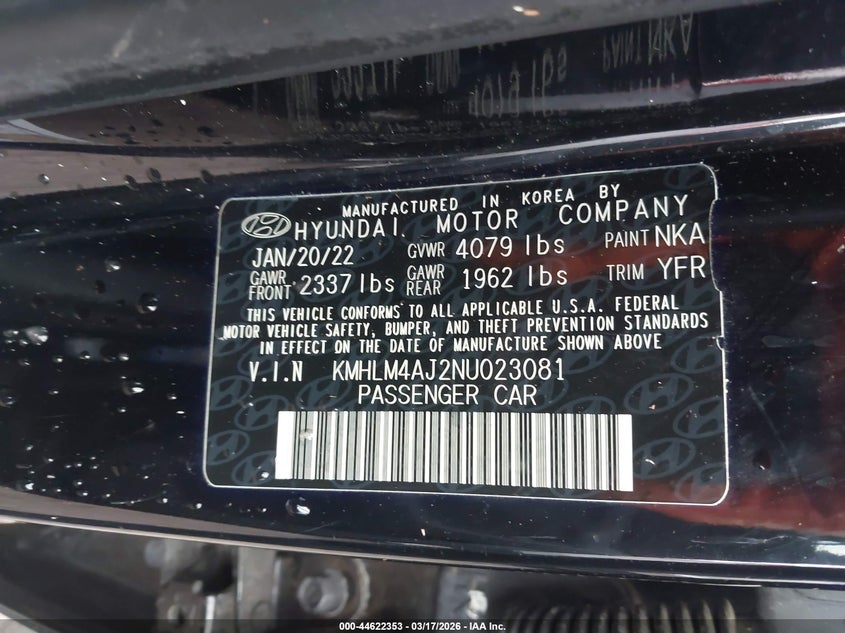 MANUFACTURED IN KOREA BY
HYUNDAI MOTOR COMPANY
JAN/20/22 GVWR 4079 lbs PAINT NKA
GAWR FRONT 2337 lbs GAWR REAR 1962 lbs TRIM YFR
THIS VEHICLE CONFORMS TO ALL APPLICABLE U.S.A. FEDERAL
MOTOR VEHICLE SAFETY, BUMPER, AND THEFT PREVENTION STANDARDS
IN EFFECT ON THE DATE OF MANUFACTURE SHOWN ABOVE
V.I.N KMHLM4AJ2NU023081
PASSENGER CAR
000-44622353 - 03/17/2026 - IAA Inc.